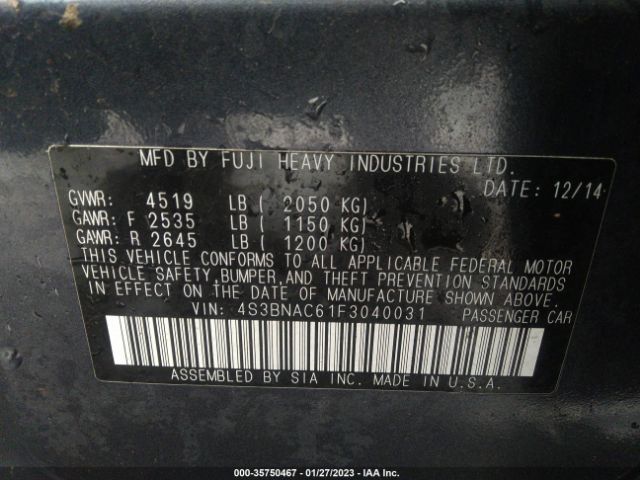 MFD BY FUJI HEAVY INDUSTRIES LTD.
DATE: 12/14
GVWR: 4519 LB ( 2050 KG)
GAWR: F 2535 LB ( 1150 KG)
GAWR: R 2645 LB ( 1200 KG)
THIS VEHICLE CONFORMS TO ALL APPLICABLE FEDERAL MOTOR
VEHICLE SAFETY,BUMPER,AND THEFT PREVENTION STANDARDS
IN EFFECT ON THE DATE OF MANUFACTURE SHOWN ABOVE.
VIN: 4S3BNAC61F3040031 PASSENGER CAR
ASSEMBLED BY SIA INC. MADE IN U.S.A.
000-35750467 - 01/27/2023 - IAA Inc.